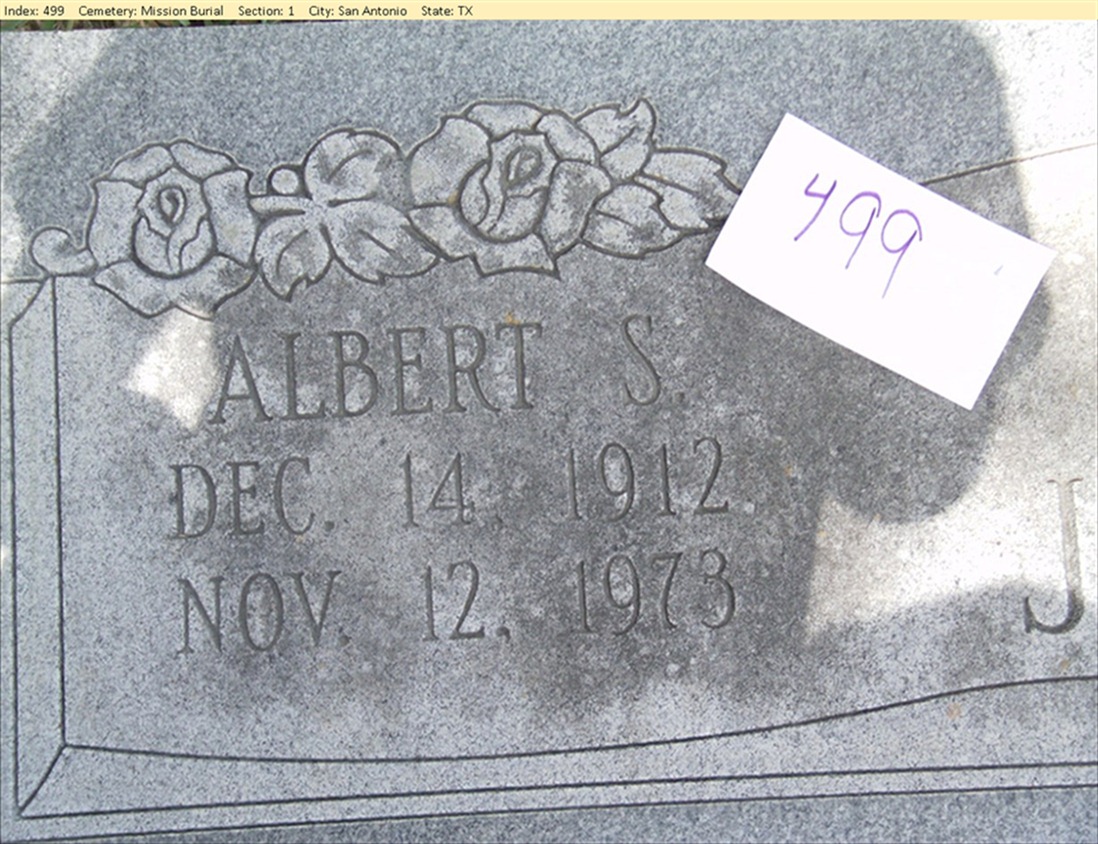 Index: 499 Cemetery: Mission Burial Section: 1 City: San Antonio State: TX
499
ALBERT S.
DEC. 14, 1912
NOV. 12, 1973
J